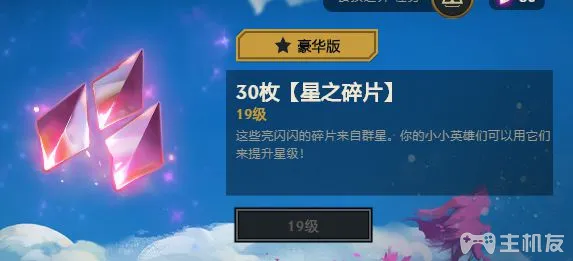 ★ 豪华版
30枚【星之碎片】
19级
这些亮闪闪的碎片来自群星。你的小小英雄们可以用它们
来提升星级！
19级
主机友